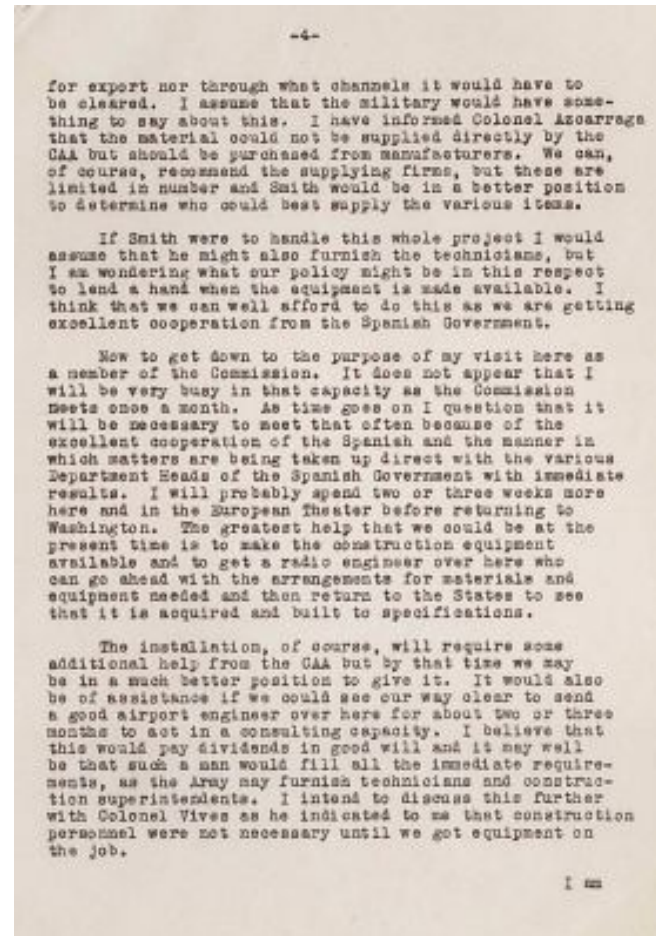 -4-
for export nor through what channels it would have to
be cleared. I assume that the military would have some-
thing to say about this. I have informed Colonel Azcarraga
that the material could not be supplied directly by the
CAA but should be purchased from manufacturers. We can,
of course, recommend the supplying firms, but these are
limited in number and Smith would be in a better position
to determine who could best supply the various items.
If Smith were to handle this whole project I would
assume that he might also furnish the technicians, but
I am wondering what our policy might be in this respect
to lend a hand when the equipment is made available. I
think that we can well afford to do this as we are getting
excellent cooperation from the Spanish Government.
Now to get down to the purpose of my visit here as
a member of the Commission. It does not appear that I
will be very busy in that capacity as the Commission
meets once a month. As time goes on I question that it
will be necessary to meet that often because of the
excellent cooperation of the Spanish and the manner in
which matters are being taken up direct with the various
Department Heads of the Spanish Government with immediate
results. I will probably spend two or three weeks more
here and in the European Theater before returning to
Washington. The greatest help that we could be at the
present time is to make the construction equipment
available and to get a radio engineer over here who
can go ahead with the arrangements for materials and
equipment needed and then return to the States to see
that it is acquired and built to specifications.
The installation, of course, will require some
additional help from the CAA but by that time we may
be in a much better position to give it. It would also
be of assistance if we could see our way clear to send
a good airport engineer over here for about two or three
months to act in a consulting capacity. I believe that
this would pay dividends in good will and it may well
be that such a man would fill all the immediate require-
ments, as the Army may furnish technicians and construc-
tion superintendents. I intend to discuss this further
with Colonel Vives as he indicated to me that construction
personnel were not necessary until we got equipment on
the job.
I am